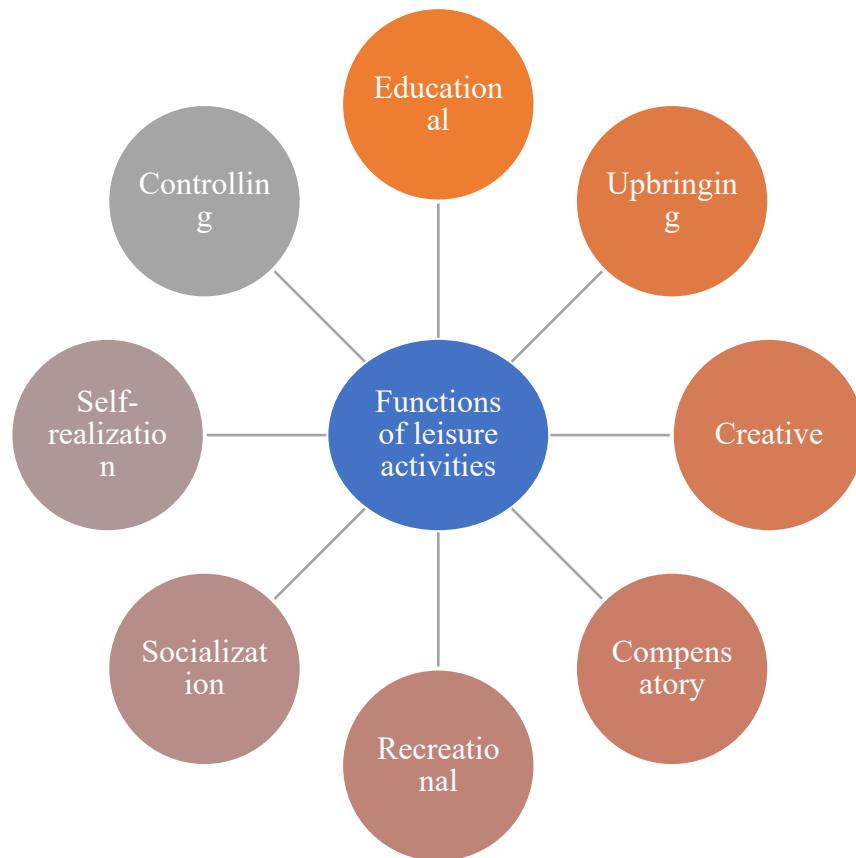 Education
al
Upbringin
g
Creative
Compens
atory
Recreatio
nal
Socializat
ion
Self-
realizatio
n
Controllin
g
Functions
of leisure
activities